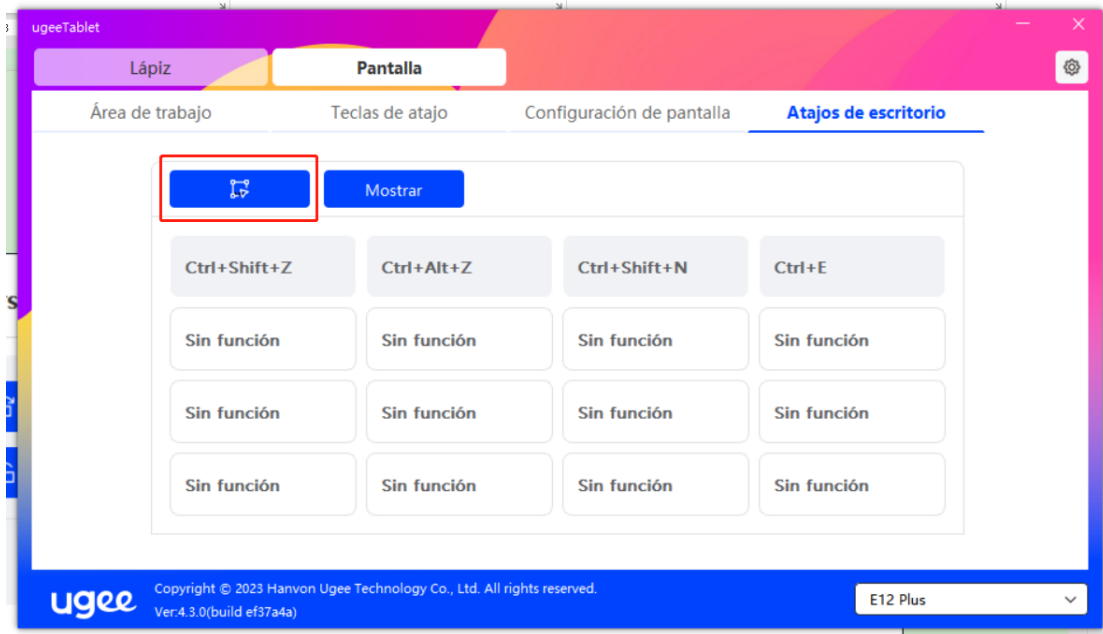 ugeeTablet
Lápiz Pantalla
Área de trabajo Teclas de atajo Configuración de pantalla Atajos de escritorio
Mostrar
Ctrl+Shift+Z Ctrl+Alt+Z Ctrl+Shift+N Ctrl+E
Sin función Sin función Sin función Sin función
Sin función Sin función Sin función Sin función
Sin función Sin función Sin función Sin función
ugee
Copyright © 2023 Hanvon Ugee Technology Co., Ltd. All rights reserved.
Ver:4.3.0(build ef37a4a)
E12 Plus